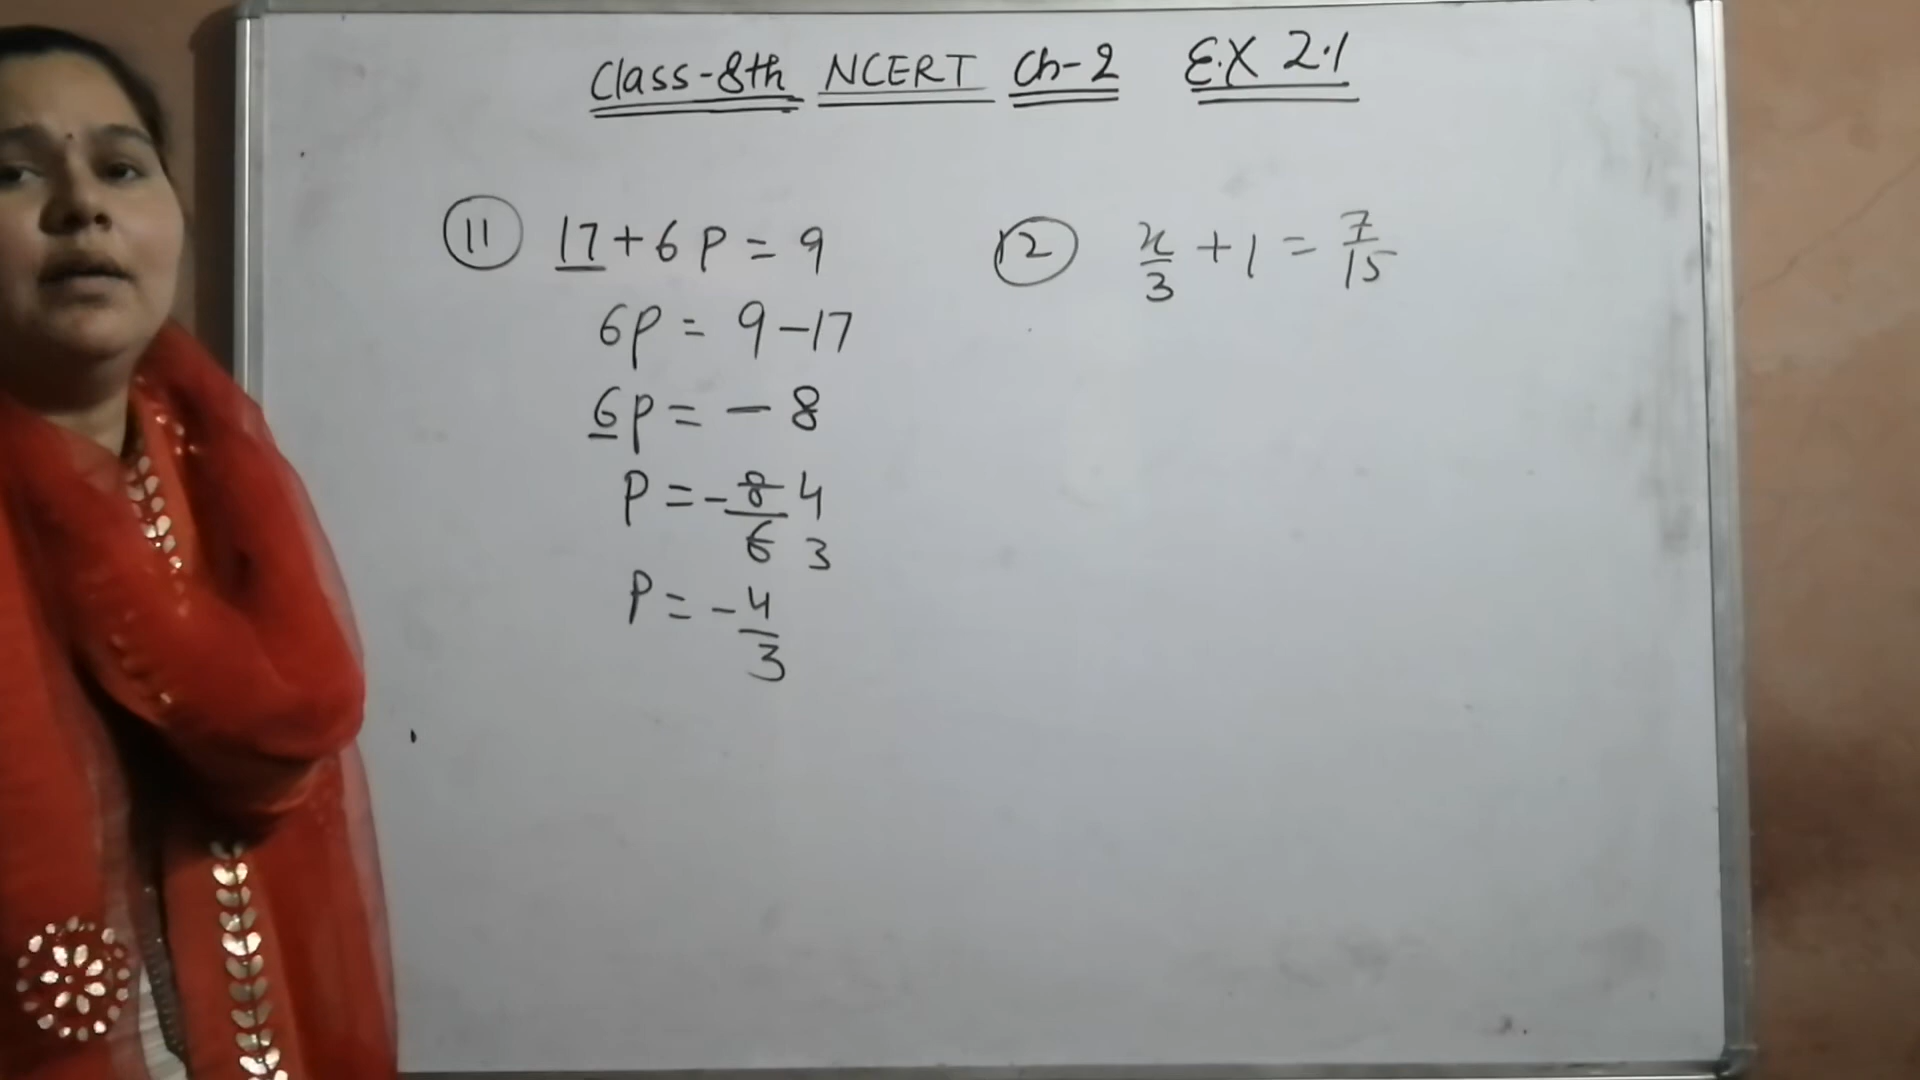 Class-8th NCERT Ch-2 EX 2.1
11 17+6P=9
6p = 9-17
6p = - 8
P = -8/6 4/3
P = -4/3
12 x/3 + 1 = 7/15